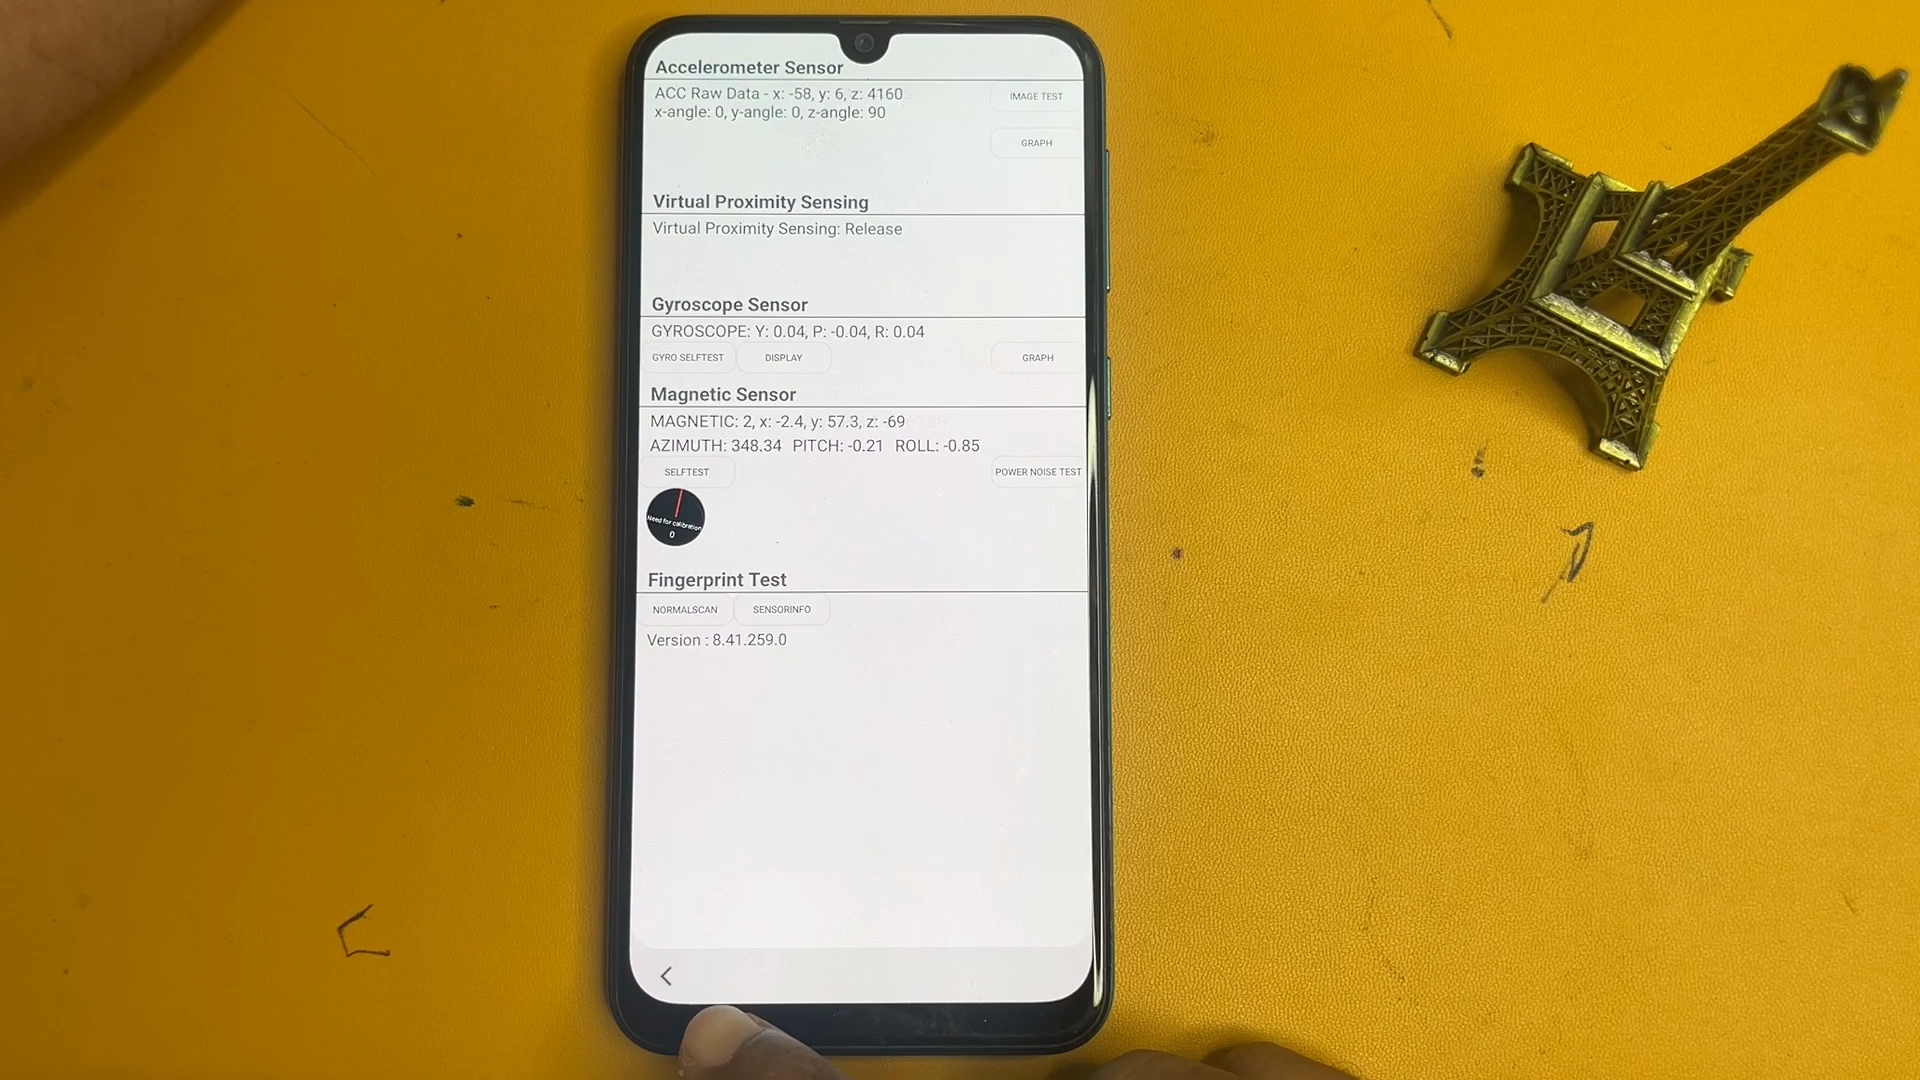 Accelerometer Sensor
ACC Raw Data - x: -58, y: 6, z: 4160
IMAGE TEST
x-angle: 0, y-angle: 0, z-angle: 90
GRAPH
Virtual Proximity Sensing
Virtual Proximity Sensing: Release
Gyroscope Sensor
GYROSCOPE: Y: 0.04, P: -0.04, R: 0.04
GYRO SELFTEST DISPLAY GRAPH
Magnetic Sensor
MAGNETIC: 2, x: -2.4, y: 57.3, z: -69
AZIMUTH: 348.34 PITCH: -0.21 ROLL: -0.85
SELFTEST POWER NOISE TEST
Need for calibration
0
Fingerprint Test
NORMALSCAN SENSORINFO
Version : 8.41.259.0